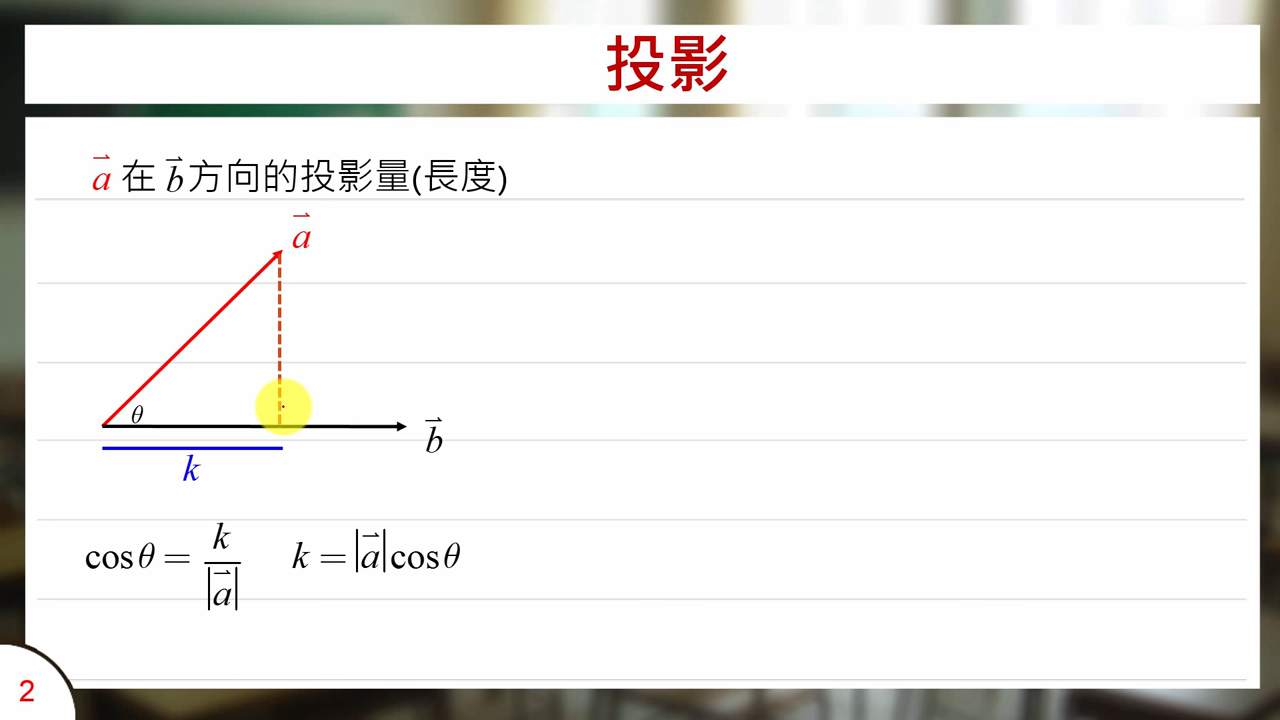 投影
a⃑ 在 b⃑ 方向的投影量(長度)
a⃑
θ
b⃑
k
cosθ = k/|a⃑| k = |a⃑|cosθ
2